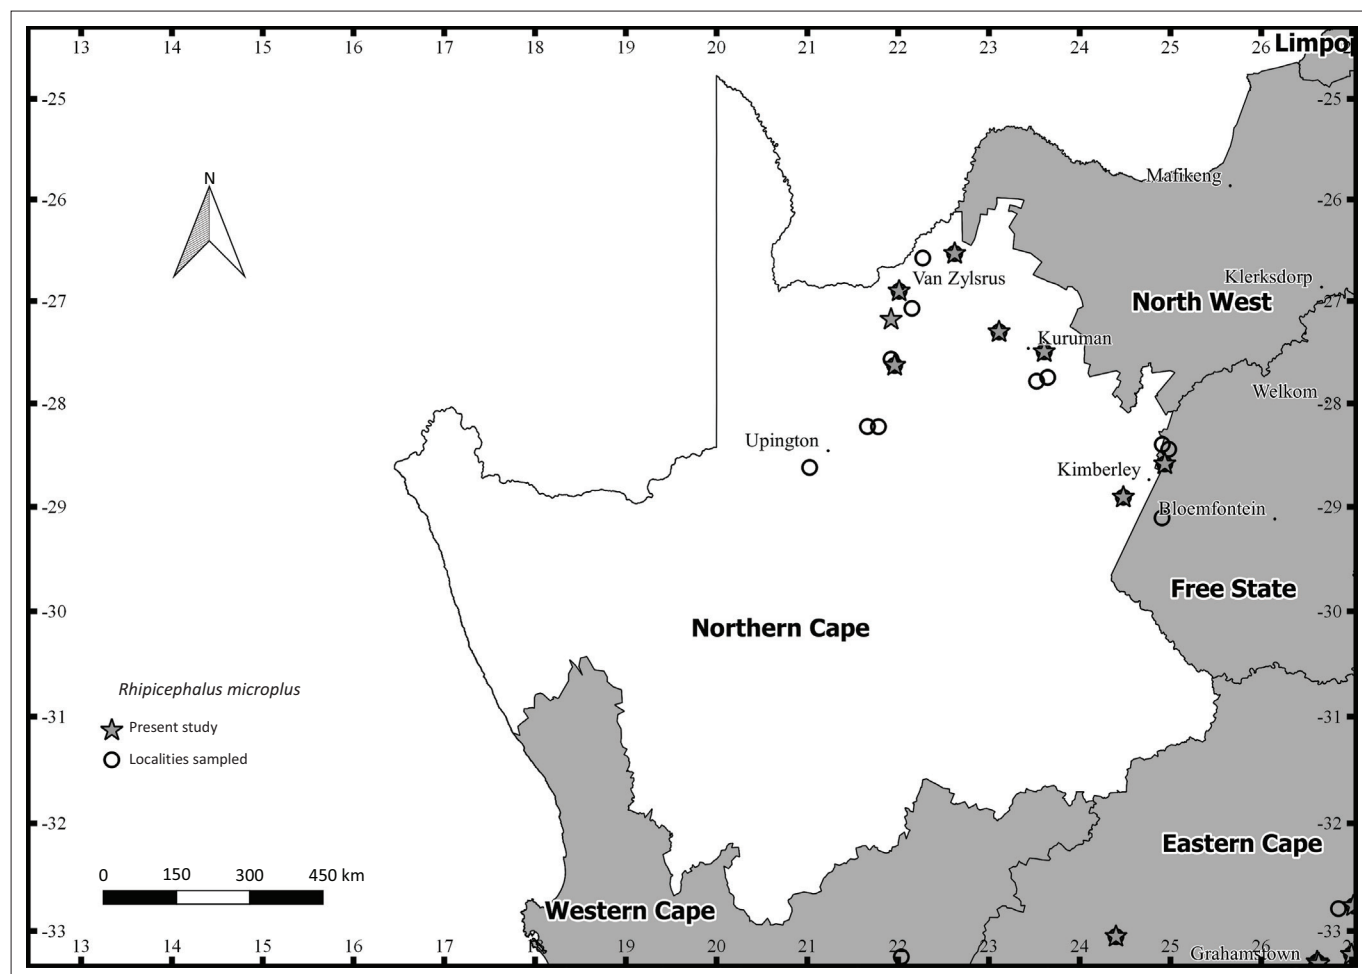 13 14 15 16 17 18 19 20 21 22 23 24 25 26
Limpop
-25 -25
Mafikeng
N
-26 -26
Klerksdorp
Van Zylsrus
-27 North West -27
Kuruman
Welkom
-28 -28
Upington
Kimberley
-29 Bloemfontein -29
Free State
-30 -30
Northern Cape
Rhipicephalus microplus
-31 -31
Present study
Localities sampled
-32 -32
Eastern Cape
0 150 300 450 km
Western Cape
-33 -33
13 14 15 16 17 18 19 20 21 22 23 24 25 26
Grahamstown